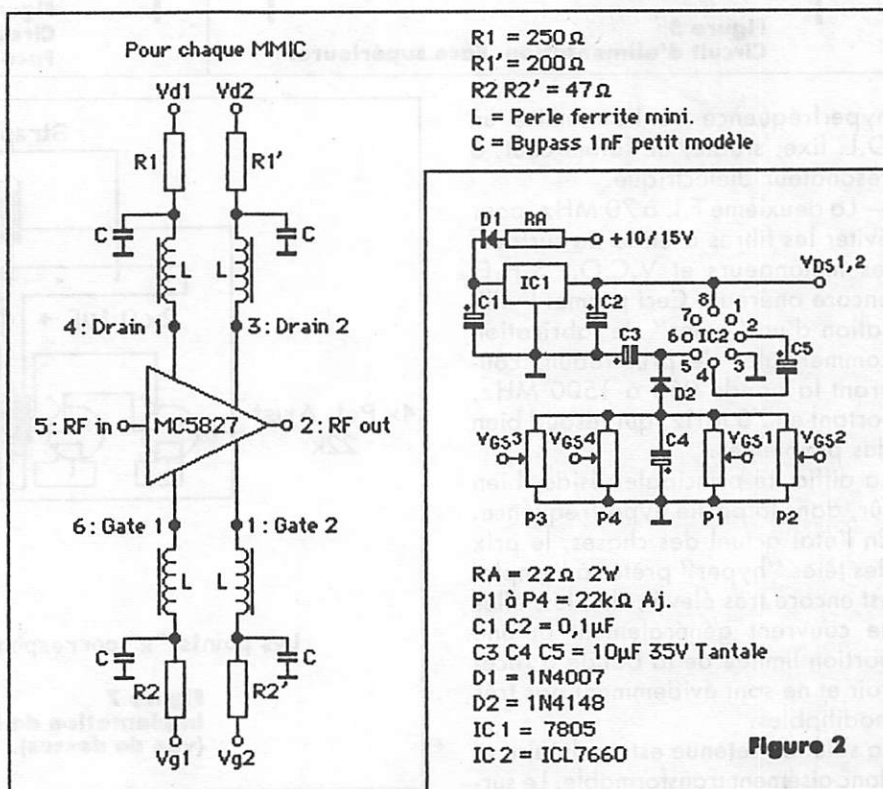 Pour chaque MMIC
Vd1 Vd2
R1 R1'
C C
L L
4: Drain 1 3: Drain 2
5: RF in MC5827 2: RF out
6: Gate 1 1: Gate 2
L L
C C
R2 R2'
Vg1 Vg2
R1 = 250 Ω
R1' = 200 Ω
R2 R2' = 47 Ω
L = Perle ferrite mini.
C = Bypass 1nF petit modèle
D1 RA +10/15V
IC1 VDS1,2
C1 C2 8 1
7 2
6 IC2 C5
C3 5 3
4
D2
VGS3 VGS4 C4 VGS1 VGS2
P3 P4 P1 P2
RA = 22 Ω 2W
P1 à P4 = 22k Ω Aj.
C1 C2 = 0,1µF
C3 C4 C5 = 10µF 35V Tantale
D1 = 1N4007
D2 = 1N4148
IC 1 = 7805
IC 2 = ICL7660
Figure 2